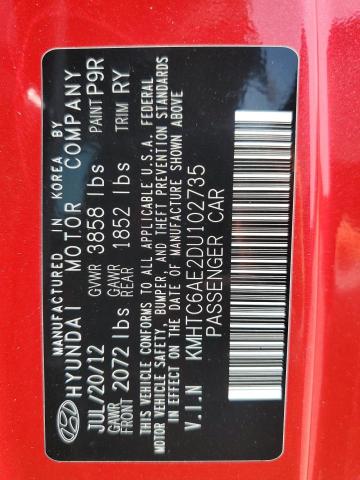 MANUFACTURED IN KOREA BY
HYUNDAI MOTOR COMPANY
JUL/20/12 GVWR 3858 lbs PAINT P9R
GAWR FRONT 2072 lbs GAWR REAR 1852 lbs TRIM RY
THIS VEHICLE CONFORMS TO ALL APPLICABLE U.S.A. FEDERAL
MOTOR VEHICLE SAFETY, BUMPER, AND THEFT PREVENTION STANDARDS
IN EFFECT ON THE DATE OF MANUFACTURE SHOWN ABOVE
V.I.N KMHTC6AE2DU102735
PASSENGER CAR